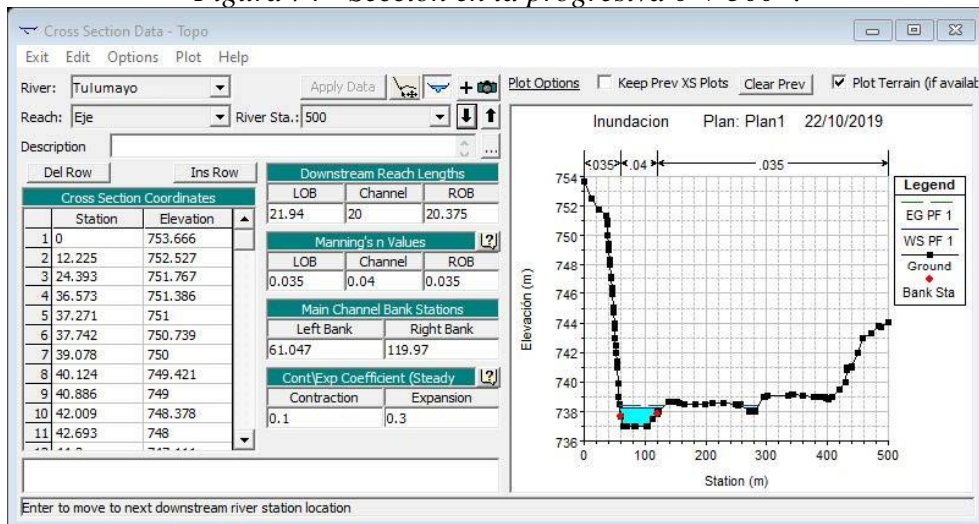 Cross Section Data - Topo
Exit Edit Options Plot Help
River: Tulumayo
Apply Data
Reach: Eje
River Sta.: 500
Description
...
Del Row
Ins Row
Cross Section Coordinates
Station Elevation
1 0 753.666
2 12.225 752.527
3 24.393 751.767
4 36.573 751.386
5 37.271 751
6 37.742 750.739
7 39.078 750
8 40.124 749.421
9 40.886 749
10 42.009 748.378
11 42.693 748
Downstream Reach Lengths
LOB Channel ROB
21.94 20 20.375
Manning's n Values
LOB Channel ROB
0.035 0.04 0.035
Main Channel Bank Stations
Left Bank Right Bank
61.047 119.97
Cont\Exp Coefficient (Steady
Contraction Expansion
0.1 0.3
Plot Options
Keep Prev XS Plots
Clear Prev
Plot Terrain (if availab
Inundacion Plan: Plan1 22/10/2019
.035 .04 .035
754
752
750
748
746
744
742
740
738
736
Elevación (m)
0 100 200 300 400 500
Station (m)
Legend
EG PF 1
WS PF 1
Ground
Bank Sta
Enter to move to next downstream river station location